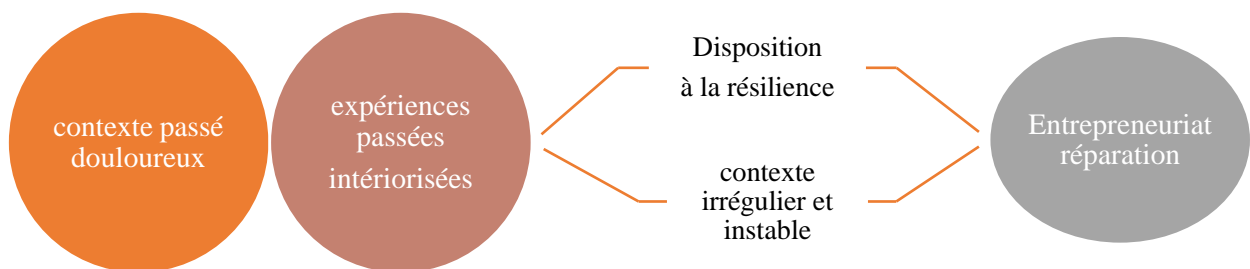 contexte passé
douloureux
expériences
passées
intériorisées
Disposition
à la résilience
contexte
irrégulier et
instable
Entrepreneuriat
réparation